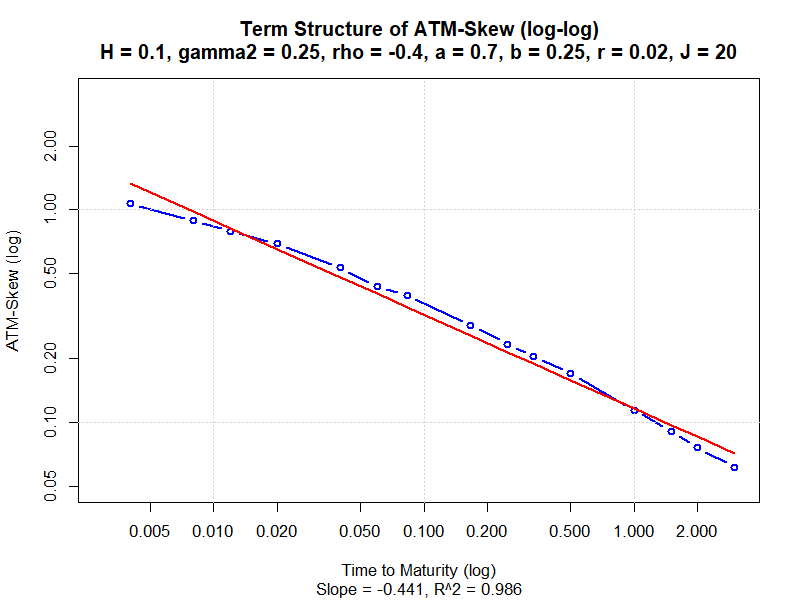 Term Structure of ATM-Skew (log-log)
H = 0.1, gamma2 = 0.25, rho = -0.4, a = 0.7, b = 0.25, r = 0.02, J = 20
ATM-Skew (log)
2.00
1.00
0.50
0.20
0.10
0.05
0.005 0.010 0.020 0.050 0.100 0.200 0.500 1.000 2.000
Time to Maturity (log)
Slope = -0.441, R^2 = 0.986